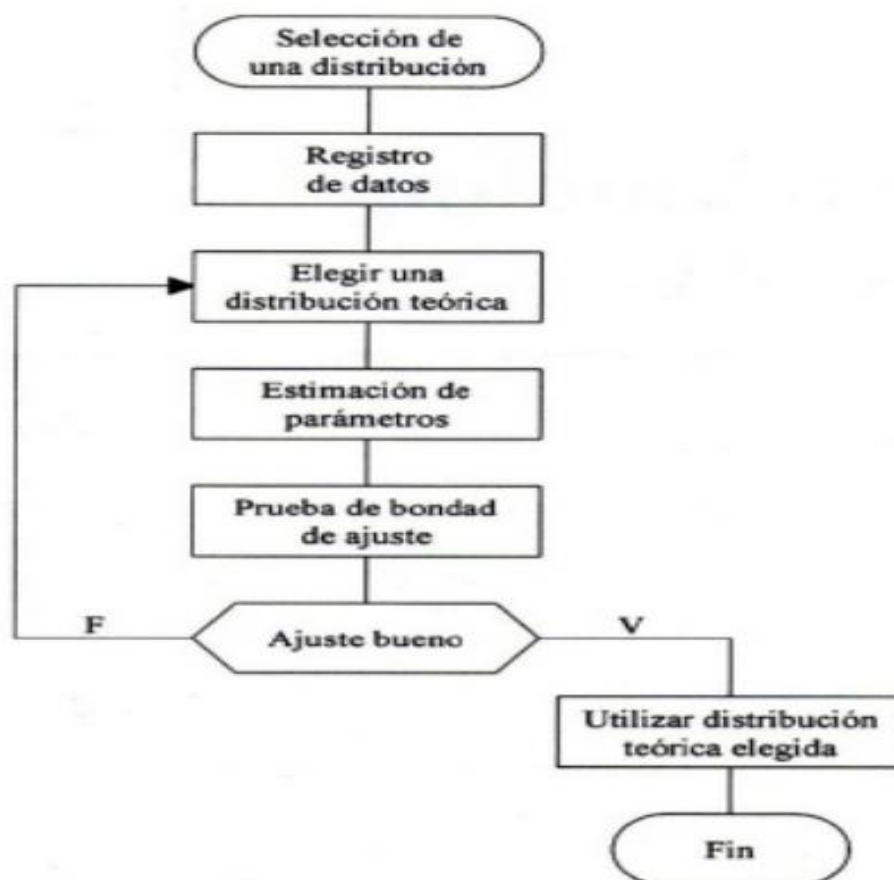 Selección de
una distribución
Registro
de datos
Elegir una
distribución teórica
Estimación de
parámetros
Prueba de bondad
de ajuste
F
Ajuste bueno
V
Utilizar distribución
teórica elegida
Fin